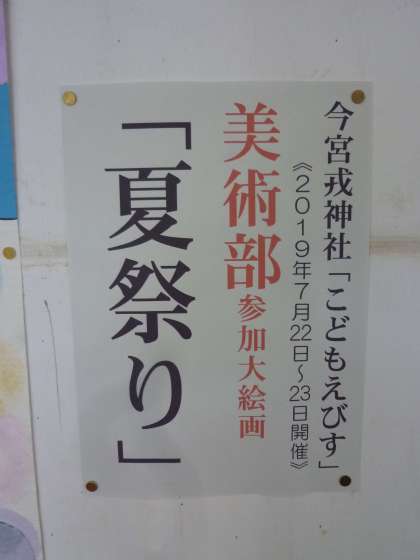 今宮戎神社「こどもえびす」
《2019年7月22日～23日開催》
美術部参加大絵画
「夏祭り」